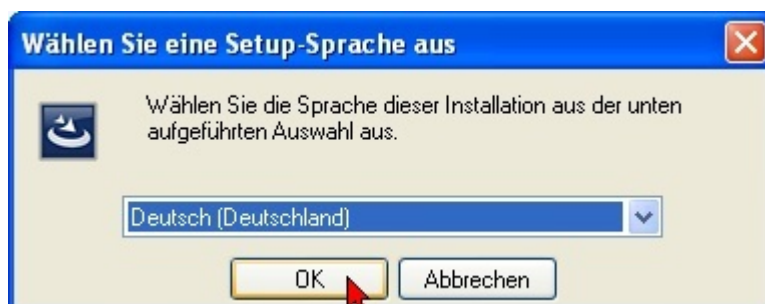 Wählen Sie eine Setup-Sprache aus
Wählen Sie die Sprache dieser Installation aus der unten
aufgeführten Auswahl aus.
Deutsch (Deutschland)
OK Abbrechen